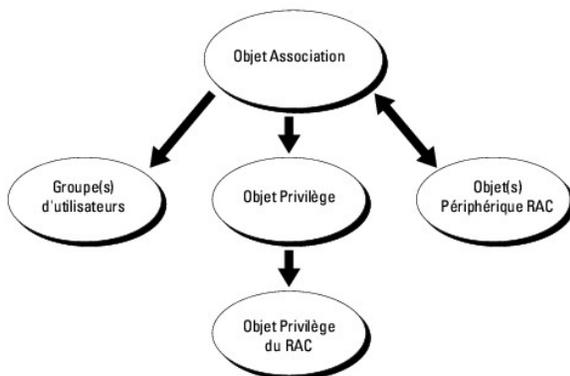 Objet Association
Groupe(s)
d'utilisateurs
Objet Privilège
Objet(s)
Périphérique RAC
Objet Privilège
du RAC